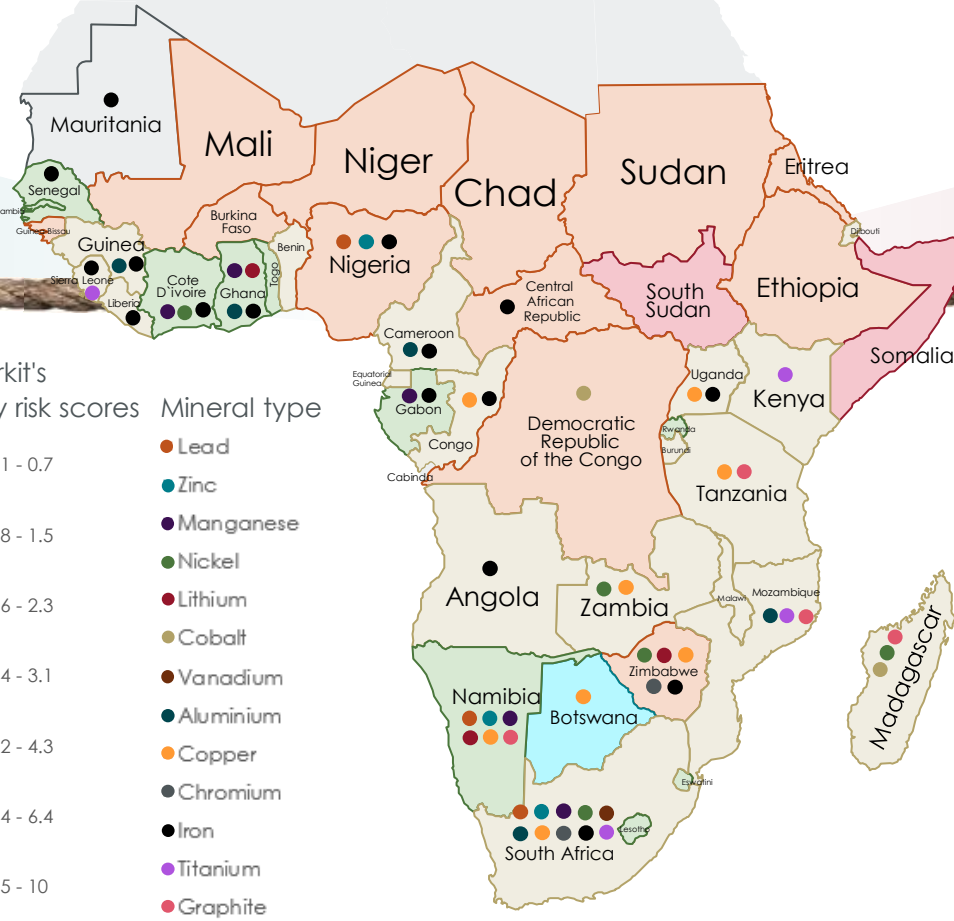 Mauritania
Mali
Niger
Chad
Sudan
Eritrea
Senegal
Guinea-Bissau
Burkina
Faso
Djibouti
Guinea
Benin
Nigeria
Sierra Leone
Liberia
Cote
D'ivoire
Ghana
Togo
Central
African
Republic
South
Sudan
Ethiopia
Somalia
Cameroon
Equatorial
Guinea
Gabon
Congo
Cabinda
Democratic
Republic
of the Congo
Uganda
Kenya
Rwanda
Burundi
Tanzania
Angola
Zambia
Malawi
Mozambique
Madagascar
Zimbabwe
Namibia
Botswana
Eswatini
Lesotho
South Africa
rkit's
y risk scores
1 - 0.7
8 - 1.5
6 - 2.3
4 - 3.1
2 - 4.3
4 - 6.4
5 - 10
Mineral type
Lead
Zinc
Manganese
Nickel
Lithium
Cobalt
Vanadium
Aluminium
Copper
Chromium
Iron
Titanium
Graphite